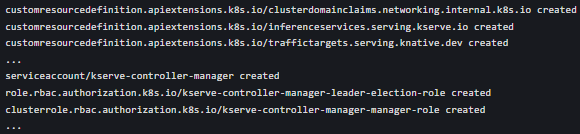 customresourcedefinition.apiextensions.k8s.io/clusterdomainclaims.networking.internal.k8s.io created
customresourcedefinition.apiextensions.k8s.io/inferenceservices.serving.kserve.io created
customresourcedefinition.apiextensions.k8s.io/traffictargets.serving.knative.dev created
...
serviceaccount/kserve-controller-manager created
role.rbac.authorization.k8s.io/kserve-controller-manager-leader-election-role created
clusterrole.rbac.authorization.k8s.io/kserve-controller-manager-manager-role created
...